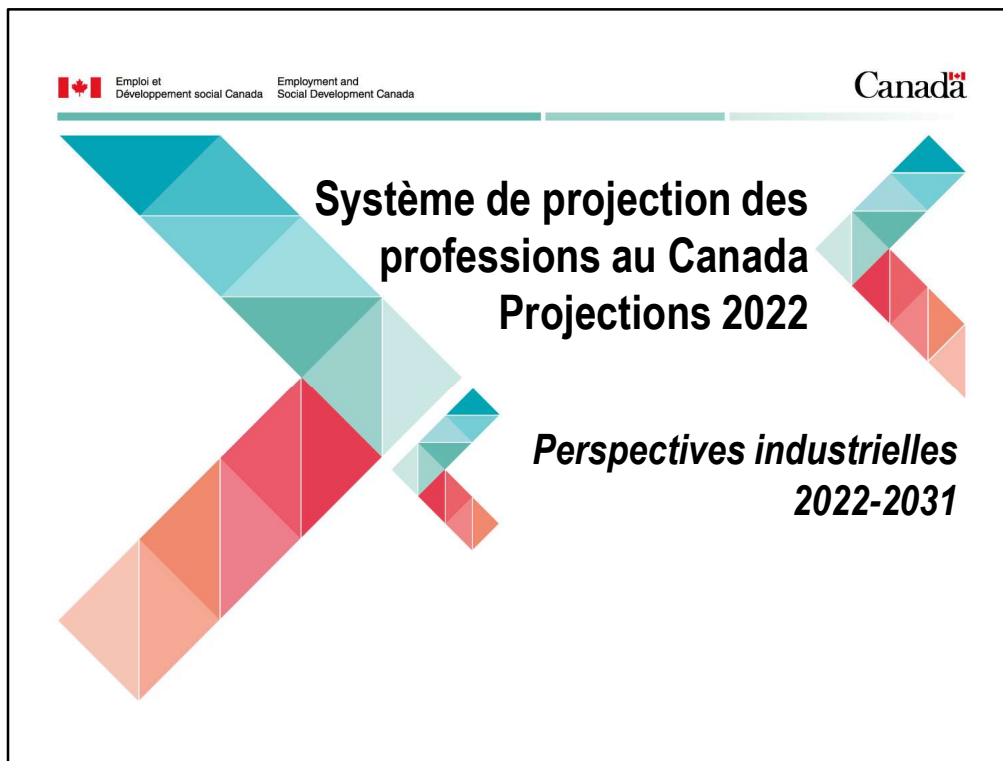 Emploi et
Développement social Canada
Employment and
Social Development Canada
Canada
Système de projection des
professions au Canada
Projections 2022
Perspectives industrielles
2022-2031